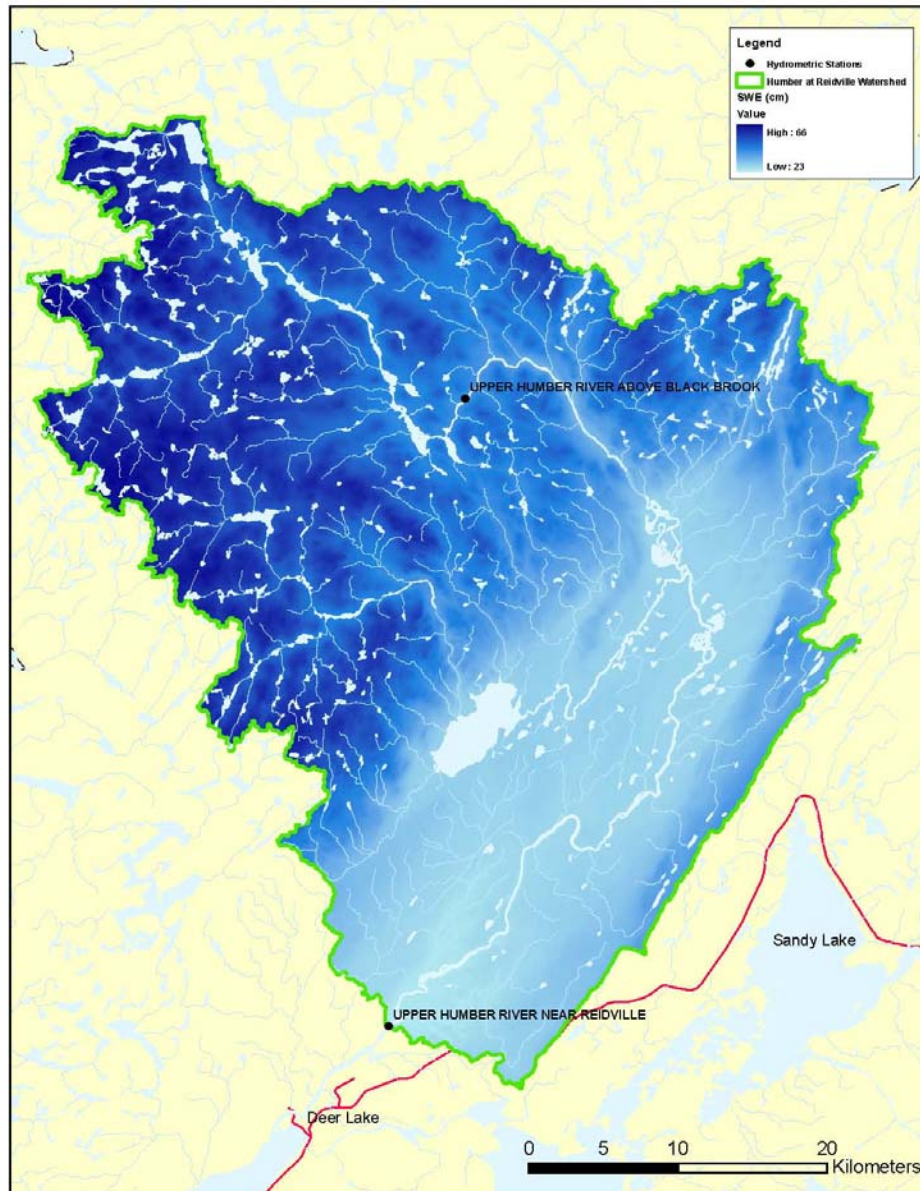 Legend
Hydrometric Stations
Humber at Reidville Watershed
SWE (cm)
Value
High : 66
Low : 23
UPPER HUMBER RIVER ABOVE BLACK BROOK
Sandy Lake
UPPER HUMBER RIVER NEAR REIDVILLE
Deer Lake
0 5 10 20
Kilometers